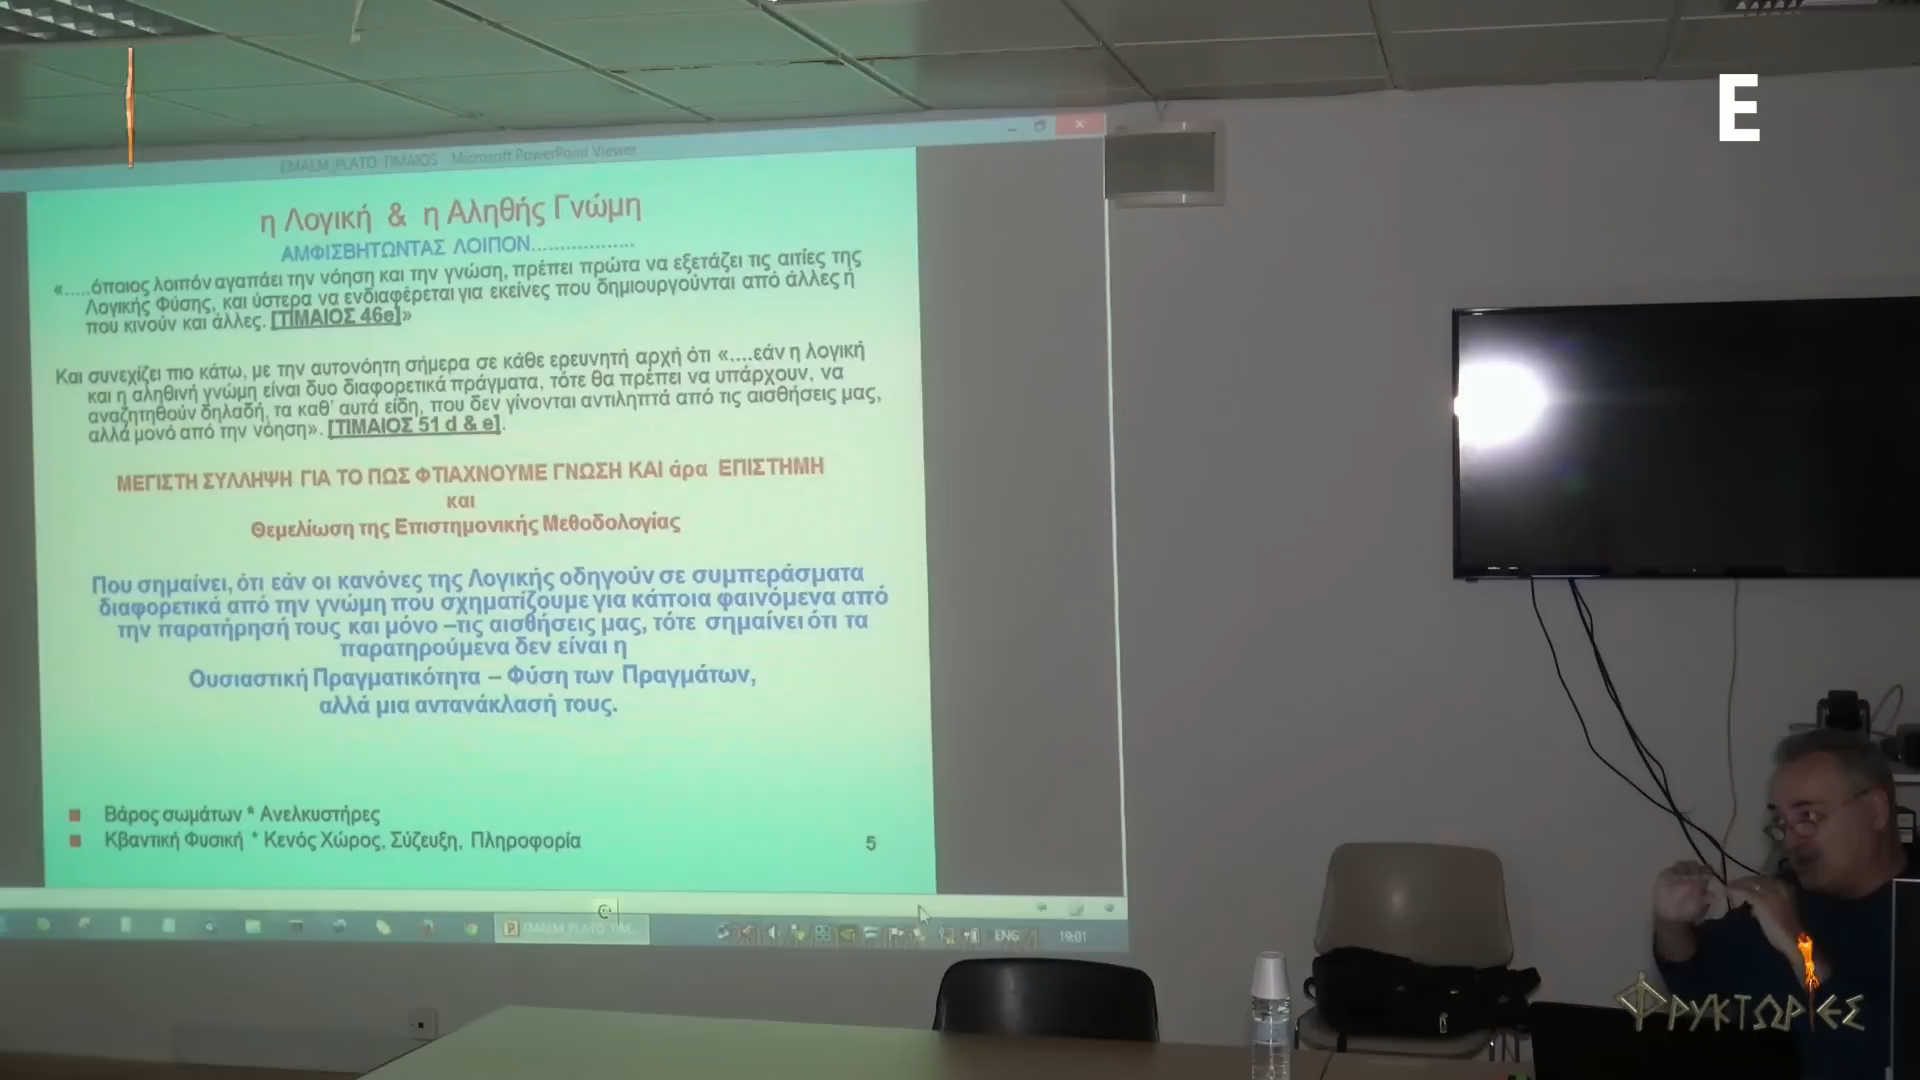 E
EMAEM_PLATO_TIMAIOS - Microsoft PowerPoint Viewer
η Λογική & η Αληθής Γνώμη
ΑΜΦΙΣΒΗΤΩΝΤΑΣ ΛΟΙΠΟΝ..................
«.....όποιος λοιπόν αγαπάει την νόηση και την γνώση, πρέπει πρώτα να εξετάζει τις αιτίες της
Λογικής Φύσης, και ύστερα να ενδιαφέρεται για εκείνες που δημιουργούνται από άλλες ή
που κινούν και άλλες. [ΤΙΜΑΙΟΣ 46e]»
Και συνεχίζει πιο κάτω, με την αυτονόητη σήμερα σε κάθε ερευνητή αρχή ότι «....εάν η λογική
και η αληθινή γνώμη είναι δυο διαφορετικά πράγματα, τότε θα πρέπει να υπάρχουν, να
αναζητηθούν δηλαδή, τα καθ' αυτά είδη, που δεν γίνονται αντιληπτά από τις αισθήσεις μας,
αλλά μονό από την νόηση». [ΤΙΜΑΙΟΣ 51 d & e].
ΜΕΓΙΣΤΗ ΣΥΛΛΗΨΗ ΓΙΑ ΤΟ ΠΩΣ ΦΤΙΑΧΝΟΥΜΕ ΓΝΩΣΗ ΚΑΙ άρα ΕΠΙΣΤΗΜΗ
και
Θεμελίωση της Επιστημονικής Μεθοδολογίας
Που σημαίνει, ότι εάν οι κανόνες της Λογικής οδηγούν σε συμπεράσματα
διαφορετικά από την γνώμη που σχηματίζουμε για κάποια φαινόμενα από
την παρατήρησή τους και μόνο –τις αισθήσεις μας, τότε σημαίνει ότι τα
παρατηρούμενα δεν είναι η
Ουσιαστική Πραγματικότητα – Φύση των Πραγμάτων,
αλλά μια αντανάκλασή τους.
Βάρος σωμάτων * Ανελκυστήρες
Κβαντική Φυσική * Κενός Χώρος, Σύζευξη, Πληροφορία
5
EMAEM_PLATO_TIM...
ENG
19:01
ΦΡΥΚΤΩΡΙΕΣ